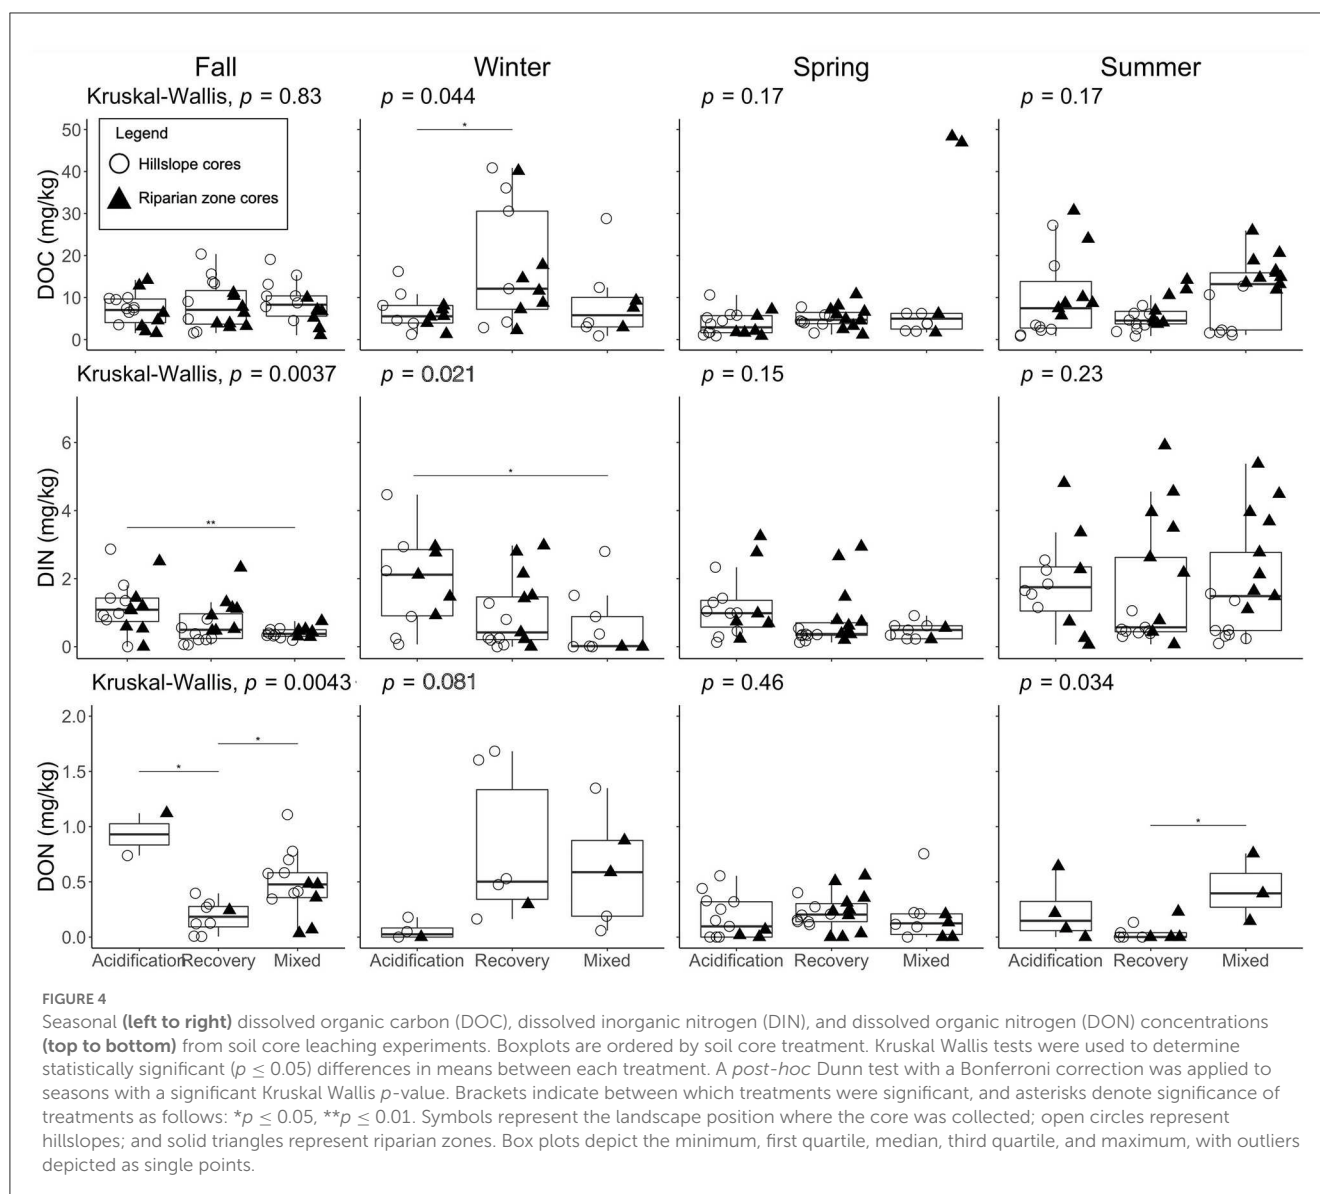 Fall Winter Spring Summer
Kruskal-Wallis, p = 0.83 p = 0.044 p = 0.17 p = 0.17
Legend
Hillslope cores
Riparian zone cores
DOC (mg/kg)
50
40
30
20
10
0
*
Kruskal-Wallis, p = 0.0037 p = 0.021 p = 0.15 p = 0.23
DIN (mg/kg)
6
4
2
0
**
*
Kruskal-Wallis, p = 0.0043 p = 0.081 p = 0.46 p = 0.034
DON (mg/kg)
2.0
1.5
1.0
0.5
0.0
*
*
*
Acidification Recovery Mixed Acidification Recovery Mixed Acidification Recovery Mixed Acidification Recovery Mixed
FIGURE 4
Seasonal (left to right) dissolved organic carbon (DOC), dissolved inorganic nitrogen (DIN), and dissolved organic nitrogen (DON) concentrations
(top to bottom) from soil core leaching experiments. Boxplots are ordered by soil core treatment. Kruskal Wallis tests were used to determine
statistically significant (p ≤ 0.05) differences in means between each treatment. A post-hoc Dunn test with a Bonferroni correction was applied to
seasons with a significant Kruskal Wallis p-value. Brackets indicate between which treatments were significant, and asterisks denote significance of
treatments as follows: *p ≤ 0.05, **p ≤ 0.01. Symbols represent the landscape position where the core was collected; open circles represent
hillslopes; and solid triangles represent riparian zones. Box plots depict the minimum, first quartile, median, third quartile, and maximum, with outliers
depicted as single points.